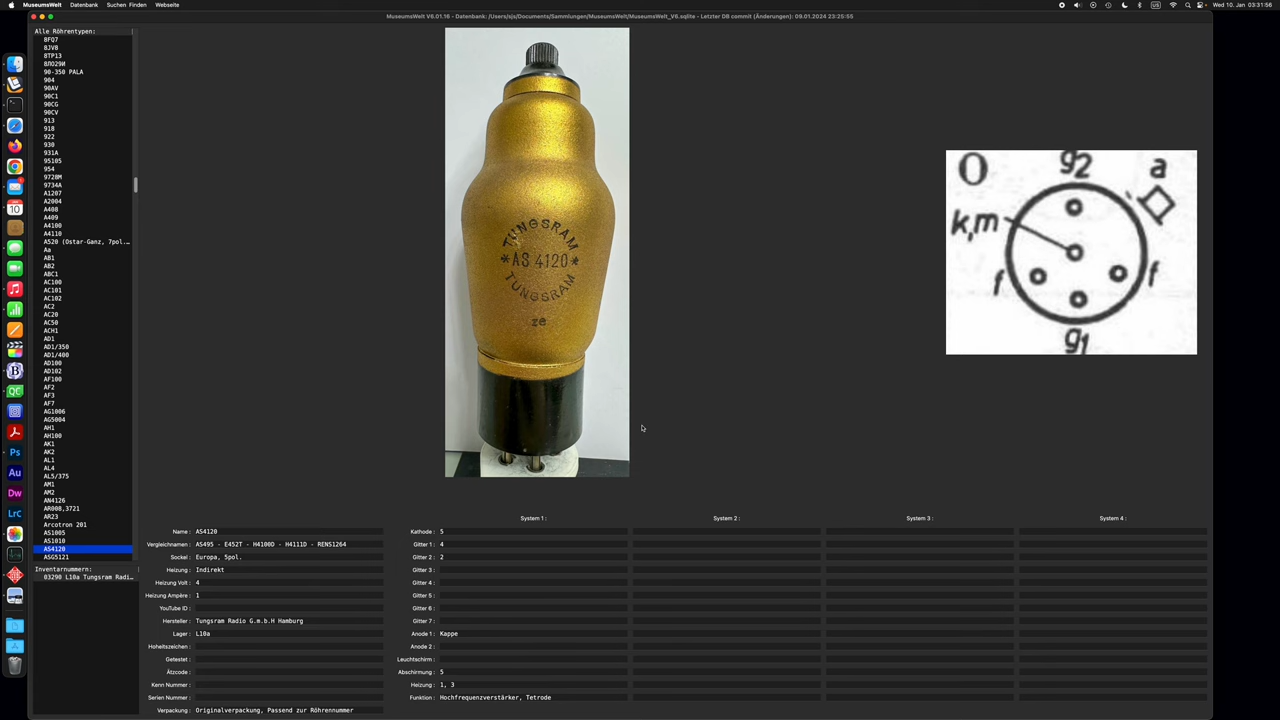 MuseumsWelt Datenbank Suchen Finden Webseite
Wed 10. Jan. 03:31:56
MuseumsWelt V6.01.16 - Datenbank: /Users/sjs/Documents/Sammlungen/MuseumsWelt/MuseumsWelt_V6.sqlite - Letzter DB commit (Änderungen): 09.01.2024 23:25:55
Alle Röhrentypen:
8FQ7
8JV8
8TP13
8ЛО29И
90-350 PALA
904
90AV
90C1
90CG
90CV
913
918
922
930
931A
95105
954
9728M
9734A
A1207
A2004
A408
A409
A4100
A4110
A520 (Ostar-Ganz, 7pol...
Aa
AB1
AB2
ABC1
AC100
AC101
AC102
AC2
AC20
AC50
ACH1
AD1
AD1/350
AD1/400
AD100
AD102
AF100
AF2
AF3
AF7
AG1006
AG5004
AH1
AH100
AK1
AK2
AL1
AL4
AL5/375
AM1
AM2
AN4126
AR008,3721
AR23
Arcotron 201
AS1005
AS1010
AS4120
ASG5121
Inventarnummern:
03290 L10a Tungsram Radi…
TUNGSRAM
*AS 4120*
TUNGSRAM
ze
O g2 a
k,m
f f
g1
System 1 : System 2 : System 3 : System 4 :
Name : AS4120
Vergleichnamen : AS495 - E452T - H4100D - H4111D - RENS1264
Sockel : Europa, 5pol.
Heizung : Indirekt
Heizung Volt : 4
Heizung Ampère : 1
YouTube ID :
Hersteller : Tungsram Radio G.m.b.H Hamburg
Lager : L10a
Hoheitszeichen :
Getestet :
Ätzcode :
Kenn Nummer :
Serien Nummer :
Verpackung : Originalverpackung, Passend zur Röhrennummer
Kathode : 5
Gitter 1 : 4
Gitter 2 : 2
Gitter 3 :
Gitter 4 :
Gitter 5 :
Gitter 6 :
Gitter 7 :
Anode 1 : Kappe
Anode 2 :
Leuchtschirm :
Abschirmung : 5
Heizung : 1, 3
Funktion : Hochfrequenzverstärker, Tetrode